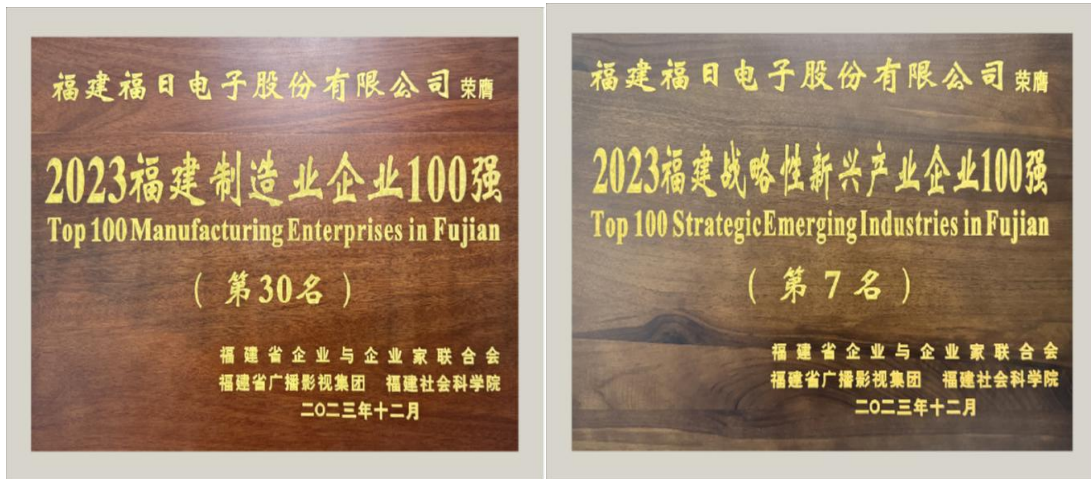 福建福日电子股份有限公司荣膺
2023福建制造业企业100强
Top 100 Manufacturing Enterprises in Fujian
(第30名)
福建省企业与企业家联合会
福建省广播影视集团 福建社会科学院
二〇二三年十二月
福建福日电子股份有限公司荣膺
2023福建战略性新兴产业企业100强
Top 100 Strategic Emerging Industries in Fujian
(第7名)
福建省企业与企业家联合会
福建省广播影视集团 福建社会科学院
二〇二三年十二月